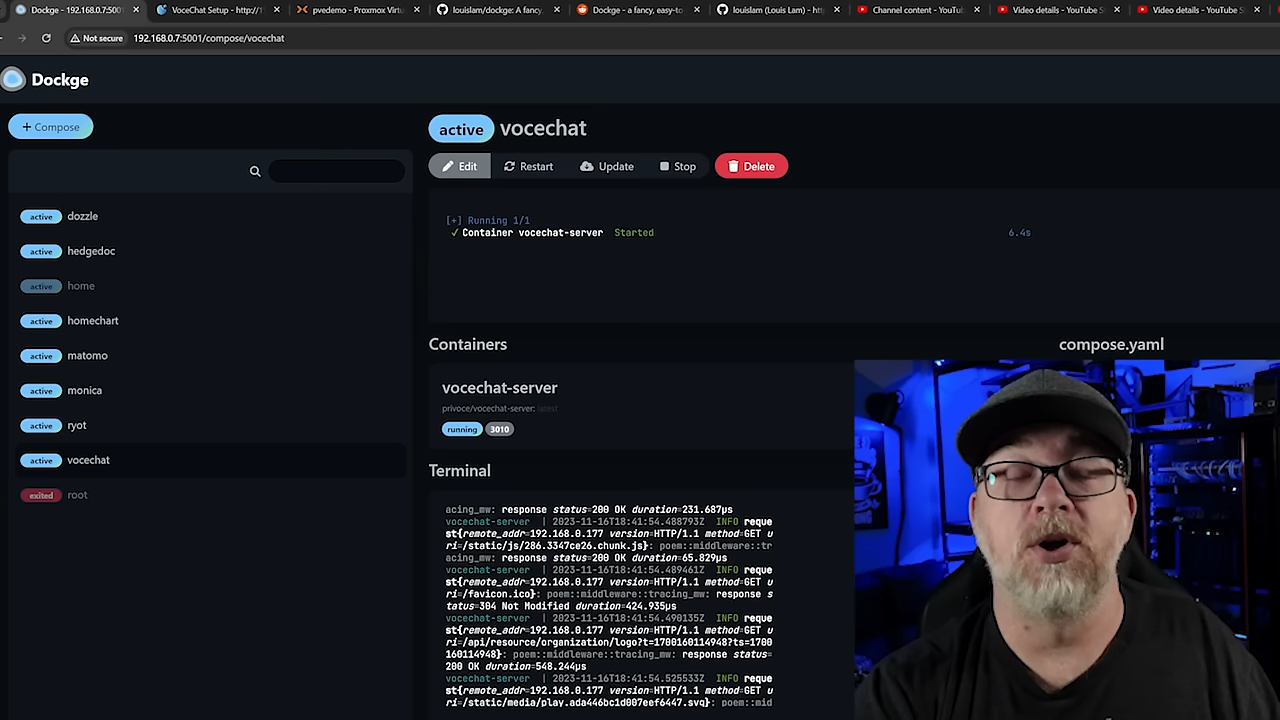 Dockge - 192.168.0.7:5001
VoceChat Setup - http://1
pvedemo - Proxmox Virtu
louislam/dockge: A fancy,
Dockge - a fancy, easy-to
louislam (Louis Lam) - htt
Channel content - YouTu
Video details - YouTube S
Video details - YouTube S
Not secure 192.168.0.7:5001/compose/vocechat
Dockge
+ Compose
active dozzle
active hedgedoc
active home
active homechart
active matomo
active monica
active ryot
active vocechat
exited root
active vocechat
Edit Restart Update Stop Delete
[+] Running 1/1
✓ Container vocechat-server Started 6.4s
Containers
vocechat-server
privoce/vocechat-server: latest
running 3010
Terminal
acing_mw: response status=200 OK duration=231.687µs
vocechat-server | 2023-11-16T18:41:54.488793Z INFO reque
st{remote_addr=192.168.0.177 version=HTTP/1.1 method=GET u
ri=/static/js/286.3347ce26.chunk.js}: poem::middleware::tr
acing_mw: response status=200 OK duration=65.829µs
vocechat-server | 2023-11-16T18:41:54.489461Z INFO reque
st{remote_addr=192.168.0.177 version=HTTP/1.1 method=GET u
ri=/favicon.ico}: poem::middleware::tracing_mw: response s
tatus=304 Not Modified duration=424.935µs
vocechat-server | 2023-11-16T18:41:54.490135Z INFO reque
st{remote_addr=192.168.0.177 version=HTTP/1.1 method=GET u
ri=/api/resource/organization/logo?t=1700160114948?ts=1700
160114948}: poem::middleware::tracing_mw: response status=
200 OK duration=548.244µs
vocechat-server | 2023-11-16T18:41:54.525533Z INFO reque
st{remote_addr=192.168.0.177 version=HTTP/1.1 method=GET u
ri=/static/media/play.ada446bc1d007eef6447.svg}: poem::mid
compose.yaml